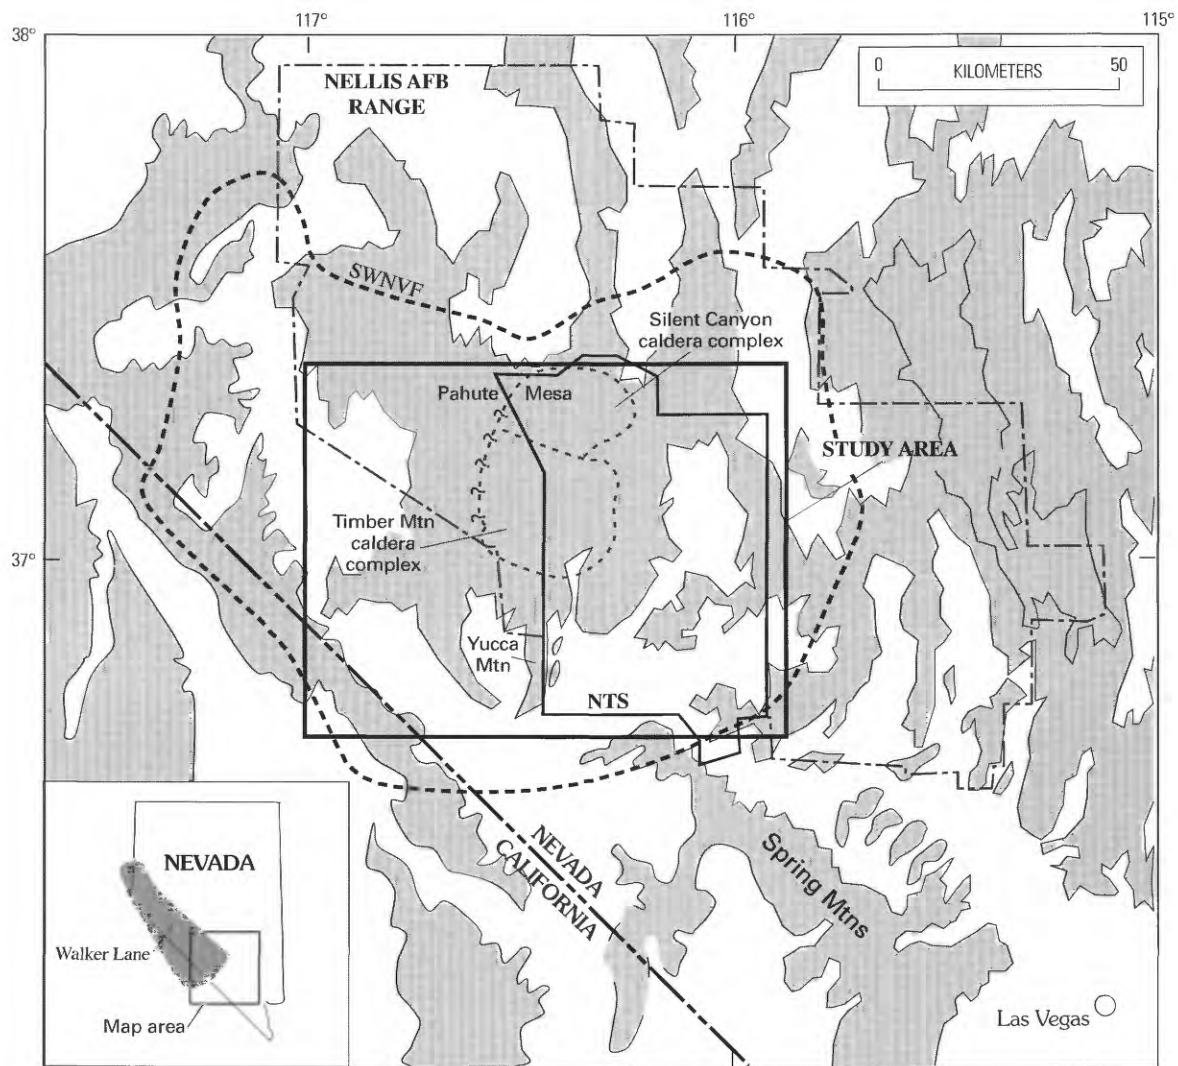 117°
116°
115°
38°
0
50
KILOMETERS
NELLIS AFB
RANGE
SWNVF
Silent Canyon
caldera complex
Pahute
Mesa
STUDY AREA
?
?
?
?
?
Timber Mtn
caldera
complex
37°
Yucca
Mtn
NTS
NEVADA
CALIFORNIA
Spring Mtns
Las Vegas
NEVADA
Walker Lane
Map area